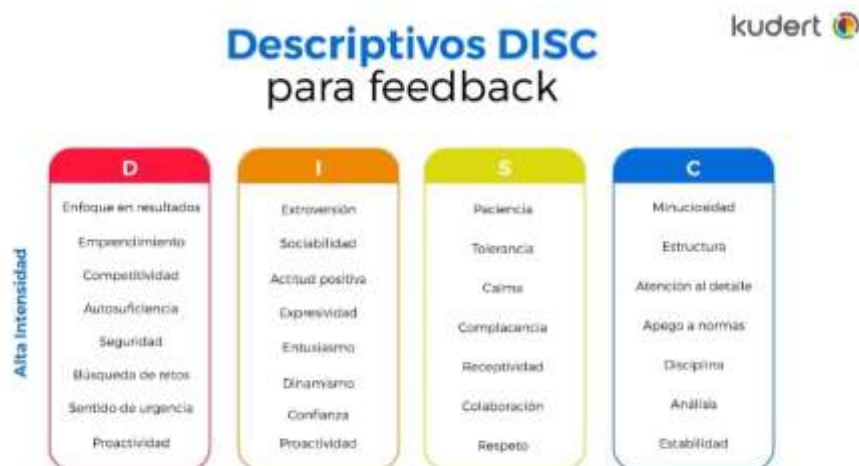 kudert
Descriptivos DISC
para feedback
Alta Intensidad
D
Enfoque en resultados
Emprendimiento
Competitividad
Autosuficiencia
Seguridad
Búsqueda de retos
Sentido de urgencia
Proactividad
I
Extroversión
Sociabilidad
Actitud positiva
Expresividad
Entusiasmo
Dinamismo
Confianza
Proactividad
S
Paciencia
Tolerancia
Calma
Complacencia
Receptividad
Colaboración
Respeto
C
Minuciosidad
Estructura
Atención al detalle
Apego a normas
Disciplina
Análisis
Estabilidad